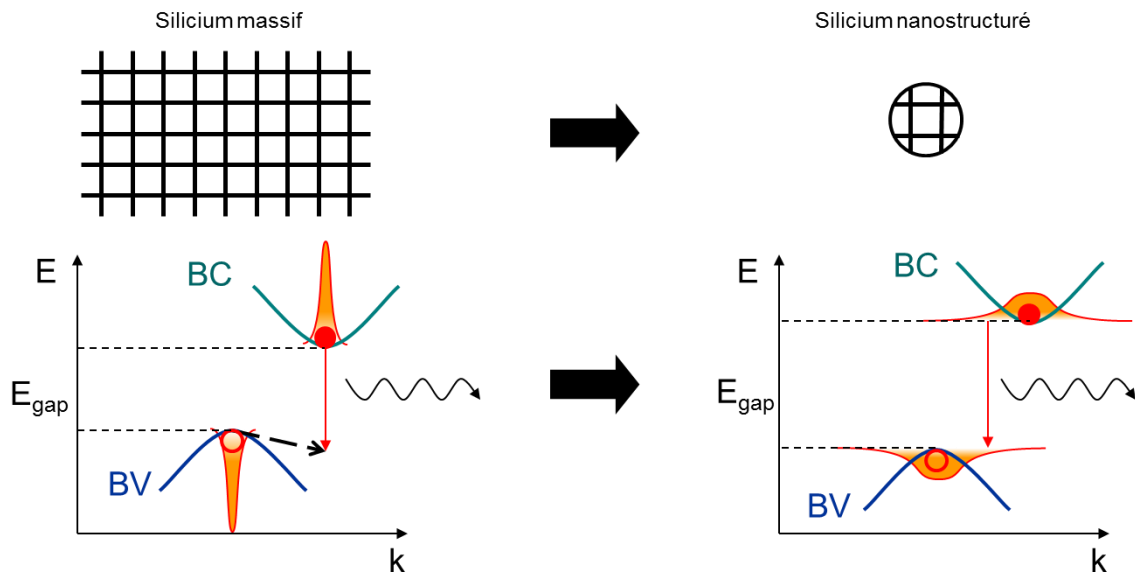 Silicium massif
Silicium nanostructuré
E
BC
E
BC
Egap
Egap
BV
BV
k
k